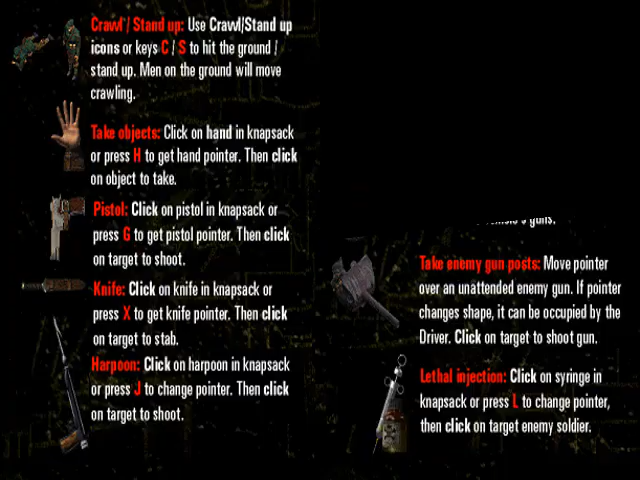 Crawl / Stand up: Use Crawl/Stand up
icons or keys C / S to hit the ground /
stand up. Men on the ground will move
crawling.
Take objects: Click on hand in knapsack
or press H to get hand pointer. Then click
on object to take.
Pistol: Click on pistol in knapsack or
press G to get pistol pointer. Then click
on target to shoot.
Knife: Click on knife in knapsack or
press X to get knife pointer. Then click
on target to stab.
Harpoon: Click on harpoon in knapsack
or press J to change pointer. Then click
on target to shoot.
guns.
Take enemy gun posts: Move pointer
over an unattended enemy gun. If pointer
changes shape, it can be occupied by the
Driver. Click on target to shoot gun.
Lethal injection: Click on syringe in
knapsack or press L to change pointer,
then click on target enemy soldier.